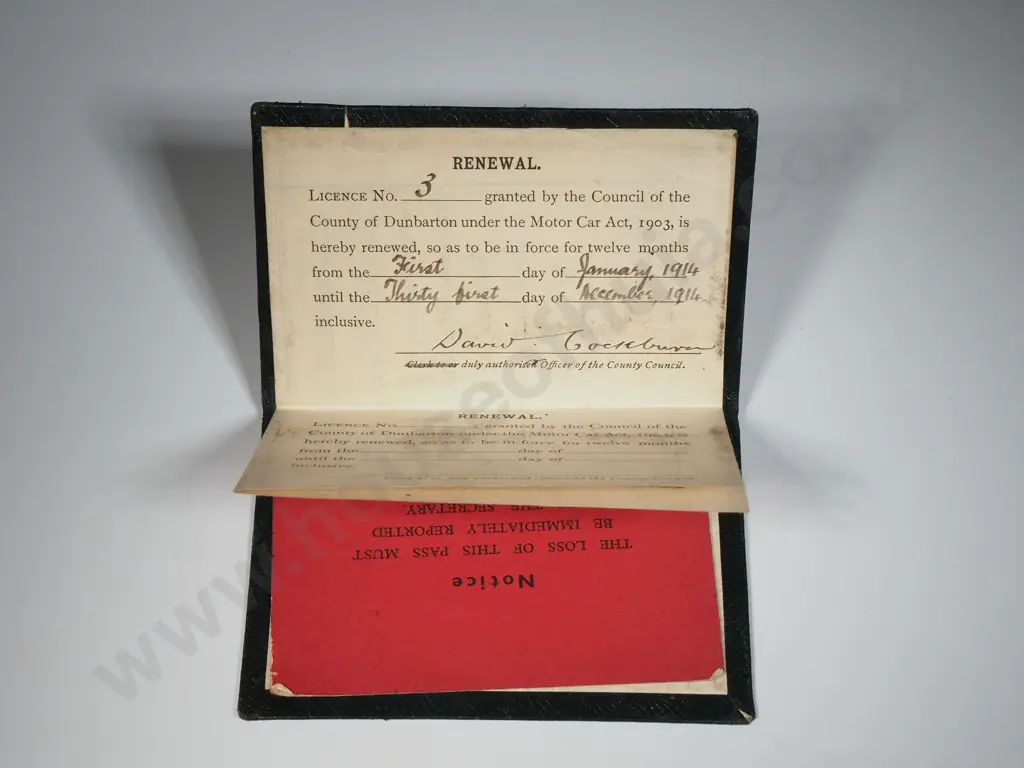 RENEWAL.
LICENCE No. 3 granted by the Council of the
County of Dunbarton under the Motor Car Act, 1903, is
hereby renewed, so as to be in force for twelve months
from the First day of January, 1914
until the Thirty first day of December, 1914.
inclusive.
David Cockburn
Clerk to or duly authorised Officer of the County Council.
RENEWAL.
LICENCE No. granted by the Council of the
County of Dunbarton under the Motor Car Act, 1903, is
hereby renewed, so as to be in force for twelve months
from the day of
until the day of
inclusive.
Notice
THE LOSS OF THIS PASS MUST
BE IMMEDIATELY REPORTED
THE SECRETARY.